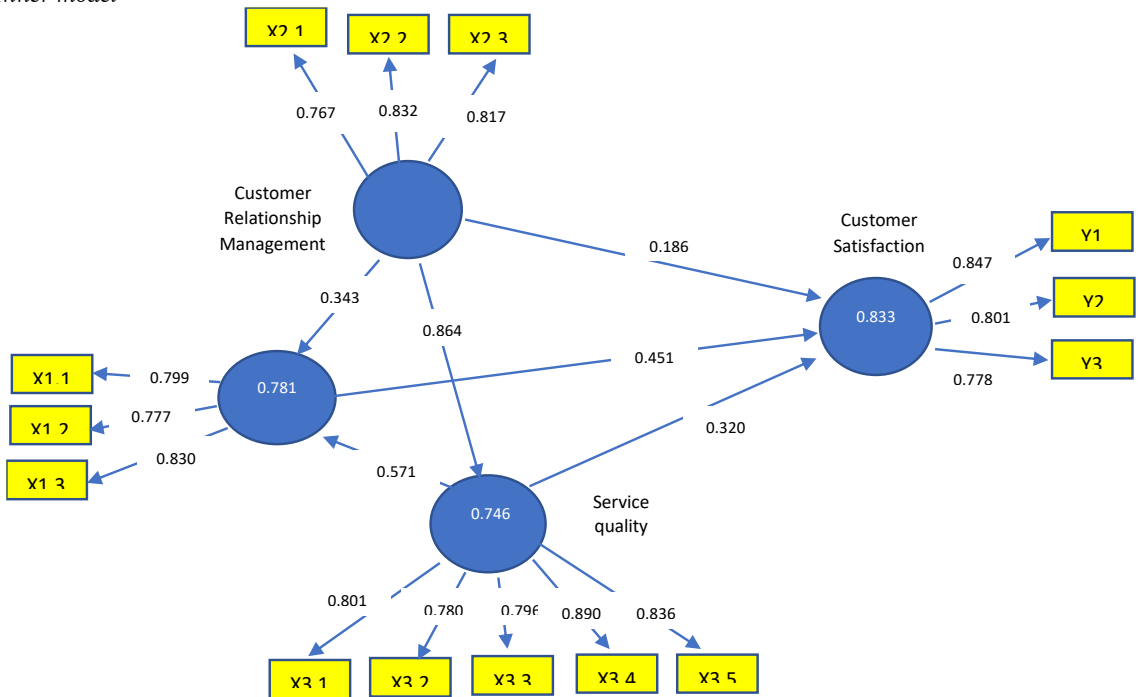 model
X2.1
X2.2
X2.3
0.767
0.832
0.817
Customer
Relationship
Management
Customer
Satisfaction
0.186
Y1
0.847
0.833
Y2
0.801
Y3
0.778
0.343
0.864
0.451
X1.1
0.799
0.781
X1.2
0.777
X1.3
0.830
0.320
0.571
0.746
Service
quality
0.801
0.780
0.796
0.890
0.836
X3.1
X3.2
X3.3
X3.4
X3.5